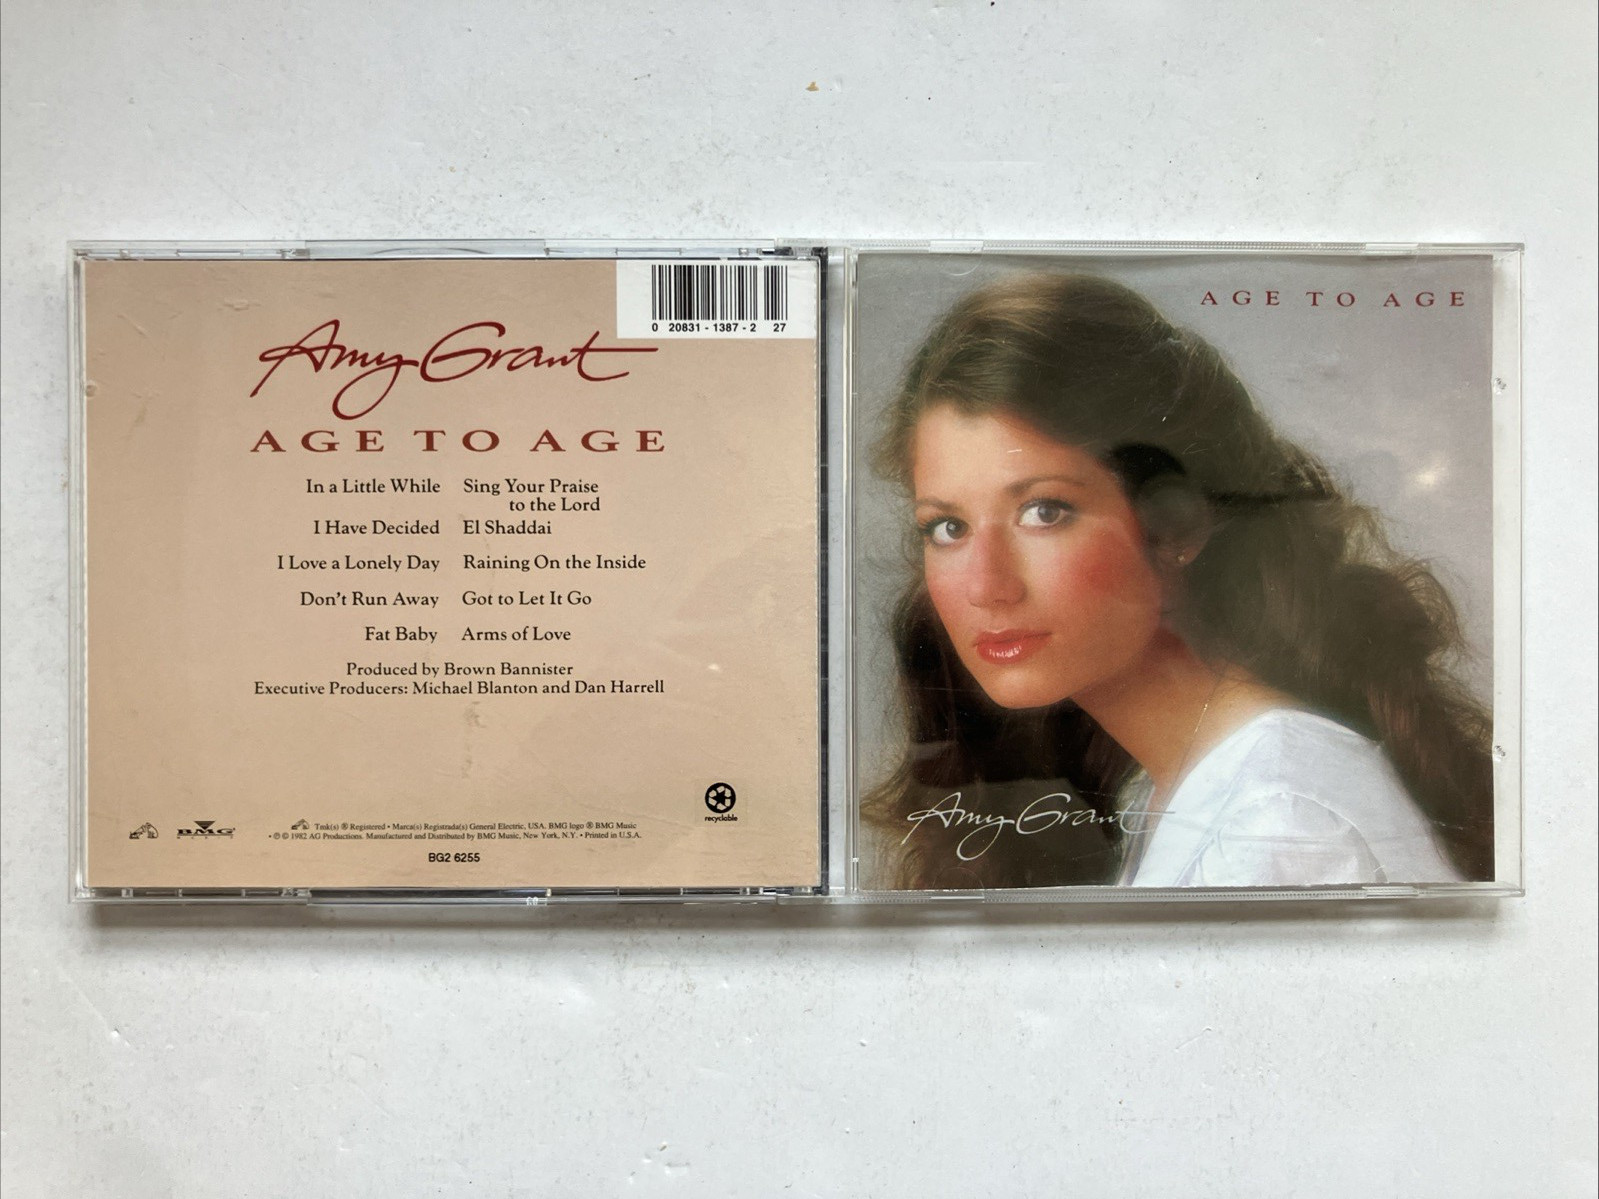 0 20831 - 1387 - 2 27
Amy Grant
AGE TO AGE
In a Little While
I Have Decided
I Love a Lonely Day
Don't Run Away
Fat Baby
Sing Your Praise
to the Lord
El Shaddai
Raining On the Inside
Got to Let It Go
Arms of Love
Produced by Brown Bannister
Executive Producers: Michael Blanton and Dan Harrell
recyclable
BMG
Tmk(s) ® Registered • Marca(s) Registrada(s) General Electric, USA. BMG logo ® BMG Music
• ℗ © 1982 AG Productions. Manufactured and Distributed by BMG Music, New York, N.Y. • Printed in U.S.A.
BG2 6255
AGE TO AGE
Amy Grant